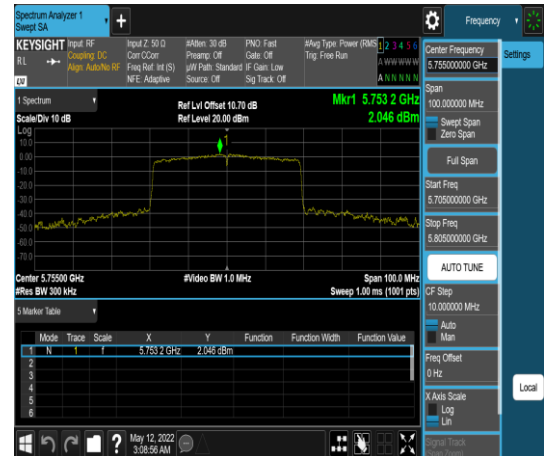 Spectrum Analyzer 1
Swept SA
+
Frequency
KEYSIGHT
RL
LXI
Input: RF
Coupling: DC
Align: Auto/No RF
Input Z: 50 Ω
Corr CCorr
Freq Ref: Int (S)
NFE: Adaptive
#Atten: 30 dB
Preamp: Off
µW Path: Standard
Source: Off
PNO: Fast
Gate: Off
IF Gain: Low
Sig Track: Off
#Avg Type: Power (RMS)
Trig: Free Run
1 2 3 4 5 6
A W W W W W
A N N N N N
1 Spectrum
Scale/Div 10 dB
Ref Lvl Offset 10.70 dB
Ref Level 20.00 dBm
Mkr1 5.753 2 GHz
2.046 dBm
Log
10.0
0.00
-10.0
-20.0
-30.0
-40.0
-50.0
-60.0
-70.0
1
Center 5.75500 GHz
#Video BW 1.0 MHz
Span 100.0 MHz
#Res BW 300 kHz
Sweep 1.00 ms (1001 pts)
5 Marker Table
Mode Trace Scale X Y Function Function Width Function Value
1 N 1 f 5.753 2 GHz 2.046 dBm
2
3
4
5
6
May 12, 2022
3:08:56 AM
Center Frequency
5.755000000 GHz
Span
100.000000 MHz
Swept Span
Zero Span
Full Span
Start Freq
5.705000000 GHz
Stop Freq
5.805000000 GHz
AUTO TUNE
CF Step
10.000000 MHz
Auto
Man
Freq Offset
0 Hz
X Axis Scale
Log
Lin
Signal Track
(Span Zoom)
Settings
Local